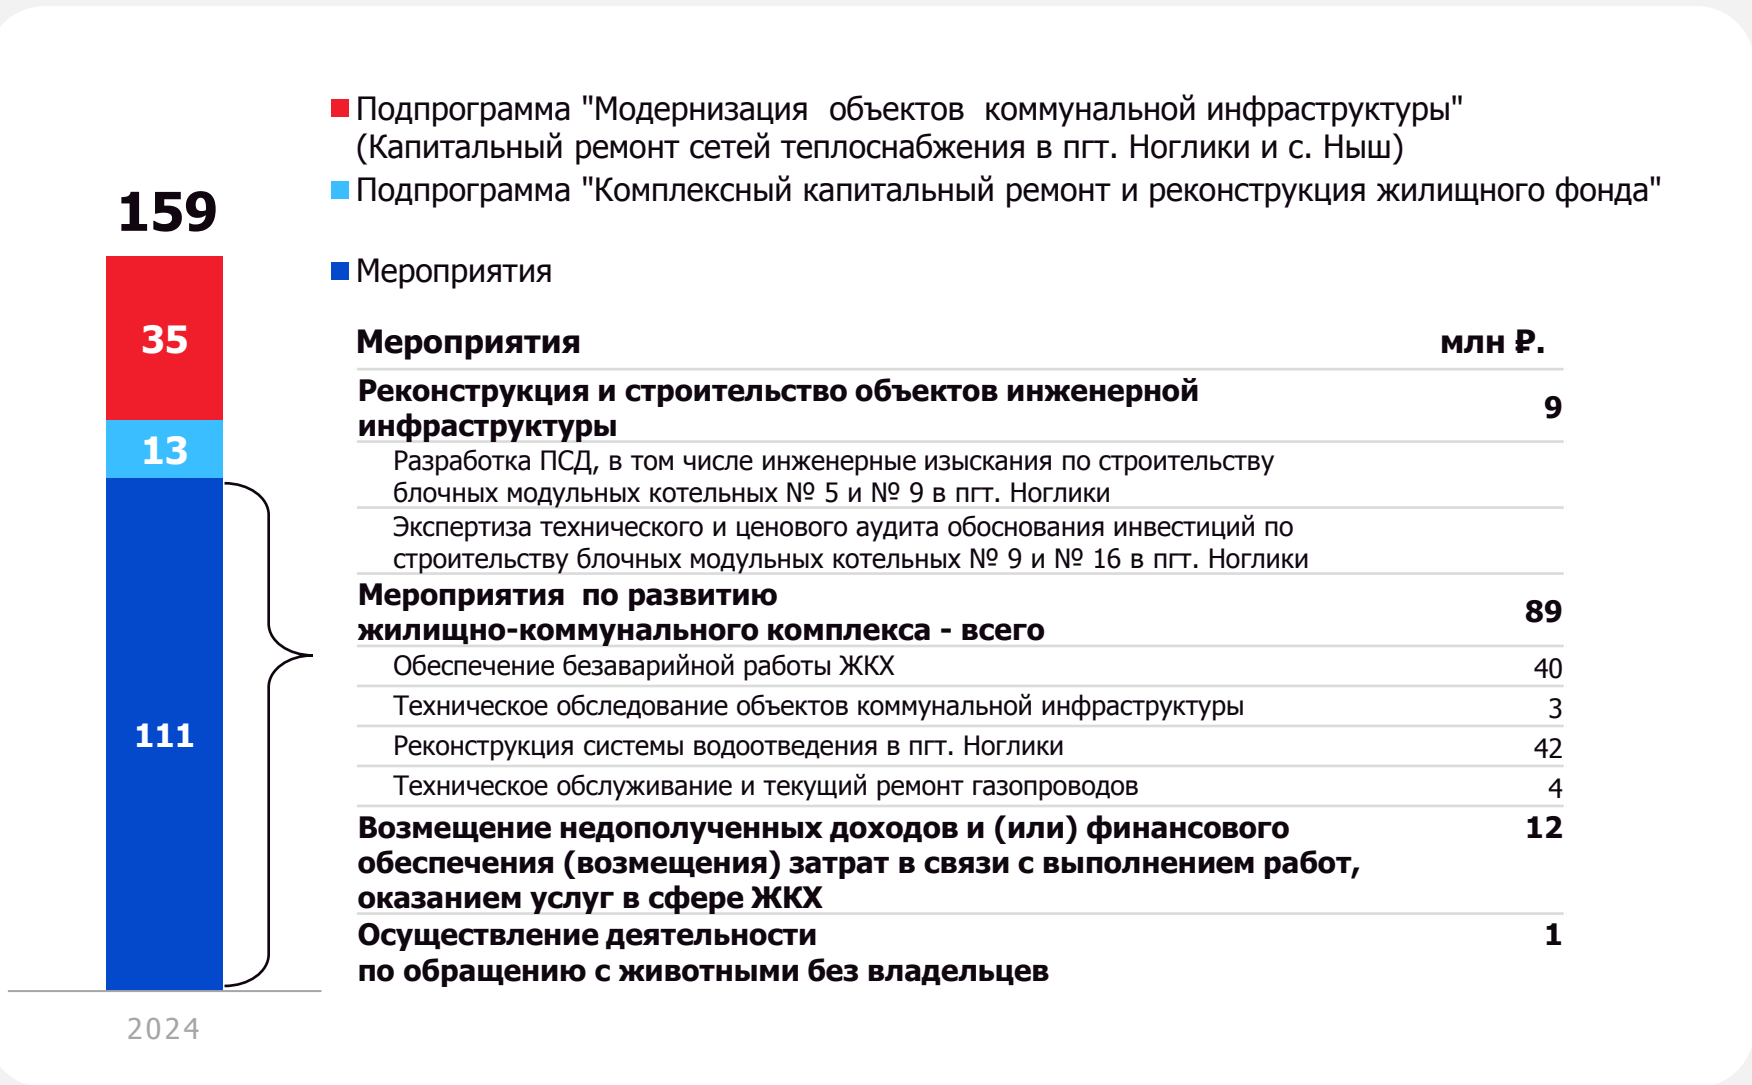 Подпрограмма "Модернизация объектов коммунальной инфраструктуры"
(Капитальный ремонт сетей теплоснабжения в пгт. Ноглики и с. Ныш)
Подпрограмма "Комплексный капитальный ремонт и реконструкция жилищного фонда"
Мероприятия
159
35
13
111
2024
Мероприятия млн ₽.
Реконструкция и строительство объектов инженерной
инфраструктуры
9
Разработка ПСД, в том числе инженерные изыскания по строительству
блочных модульных котельных № 5 и № 9 в пгт. Ноглики
Экспертиза технического и ценового аудита обоснования инвестиций по
строительству блочных модульных котельных № 9 и № 16 в пгт. Ноглики
Мероприятия по развитию
жилищно-коммунального комплекса - всего
89
Обеспечение безаварийной работы ЖКХ 40
Техническое обследование объектов коммунальной инфраструктуры 3
Реконструкция системы водоотведения в пгт. Ноглики 42
Техническое обслуживание и текущий ремонт газопроводов 4
Возмещение недополученных доходов и (или) финансового 12
обеспечения (возмещения) затрат в связи с выполнением работ,
оказанием услуг в сфере ЖКХ
Осуществление деятельности 1
по обращению с животными без владельцев